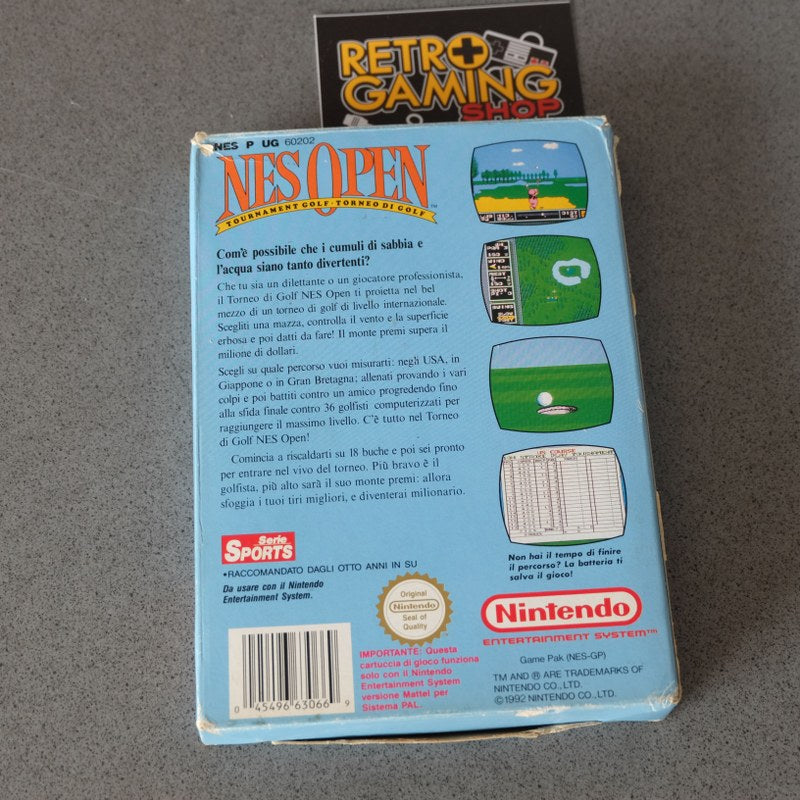 RETRO
GAMING
SHOP
NES P UG 60202
NES OPEN™
TOURNAMENT GOLF · TORNEO DI GOLF
Com'è possibile che i cumuli di sabbia e
l'acqua siano tanto divertenti?
Che tu sia un dilettante o un giocatore professionista,
il Torneo di Golf NES Open ti proietta nel bel
mezzo di un torneo di golf di livello internazionale.
Scegliti una mazza, controlla il vento e la superficie
erbosa e poi datti da fare! Il monte premi supera il
milione di dollari.
Scegli su quale percorso vuoi misurarti: negli USA, in
Giappone o in Gran Bretagna; allenati provando i vari
colpi e poi battiti contro un amico progredendo fino
alla sfida finale contro 36 golfisti computerizzati per
raggiungere il massimo livello. C'è tutto nel Torneo
di Golf NES Open!
Comincia a riscaldarti su 18 buche e poi sei pronto
per entrare nel vivo del torneo. Più bravo è il
golfista, più alto sarà il suo monte premi: allora
sfoggia i tuoi tiri migliori, e diventerai milionario.
US COURSE
Non hai il tempo di finire
il percorso? La batteria ti
salva il gioco!
Serie
SPORTS
•RACCOMANDATO DAGLI OTTO ANNI IN SU
Da usare con il Nintendo
Entertainment System.
Original
Nintendo
Seal of
Quality
Nintendo®
ENTERTAINMENT SYSTEM™
Game Pak (NES-GP)
TM AND ® ARE TRADEMARKS OF
NINTENDO CO., LTD.
©1992 NINTENDO CO., LTD.
IMPORTANTE: Questa
cartuccia di gioco funziona
solo con il Nintendo
Entertainment System
versione Mattel per
Sistema PAL.
0 45496 63066 9